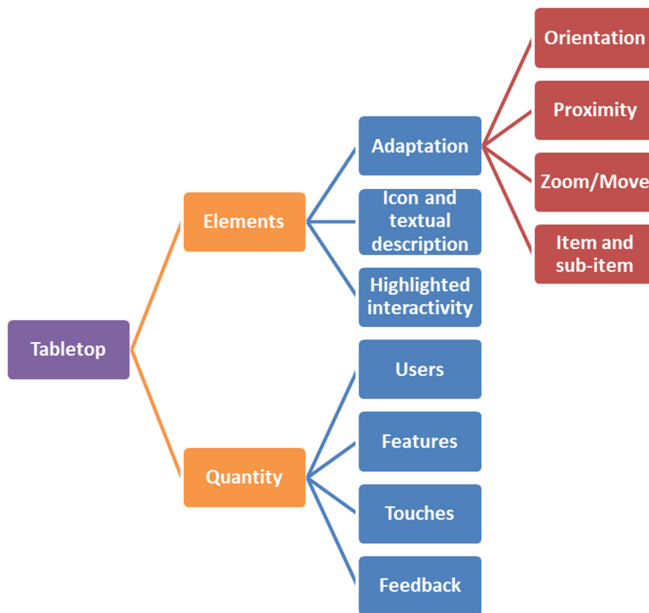 Orientation
Proximity
Adaptation
Zoom/Move
Icon and
textual
description
Elements
Item and
sub-item
Highlighted
interactivity
Tabletop
Users
Features
Quantity
Touches
Feedback